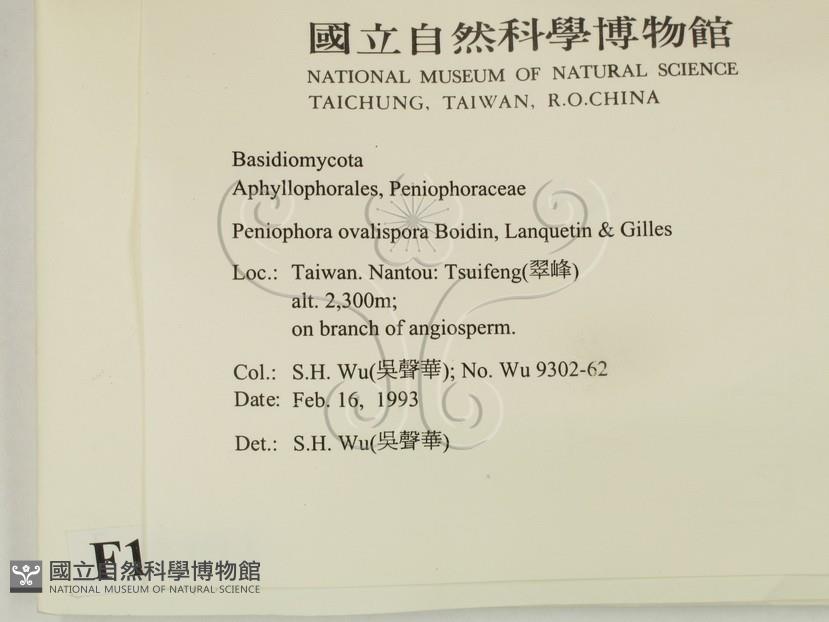 國立自然科學博物館
NATIONAL MUSEUM OF NATURAL SCIENCE
TAICHUNG, TAIWAN, R.O.CHINA
Basidiomycota
Aphyllophorales, Peniophoraceae
Peniophora ovalispora Boidin, Lanquetin & Gilles
Loc.: Taiwan. Nantou: Tsuifeng(翠峰)
alt. 2,300m;
on branch of angiosperm.
Col.: S.H. Wu(吳聲華); No. Wu 9302-62
Date: Feb. 16, 1993
Det.: S.H. Wu(吳聲華)
F1
國立自然科學博物館
NATIONAL MUSEUM OF NATURAL SCIENCE